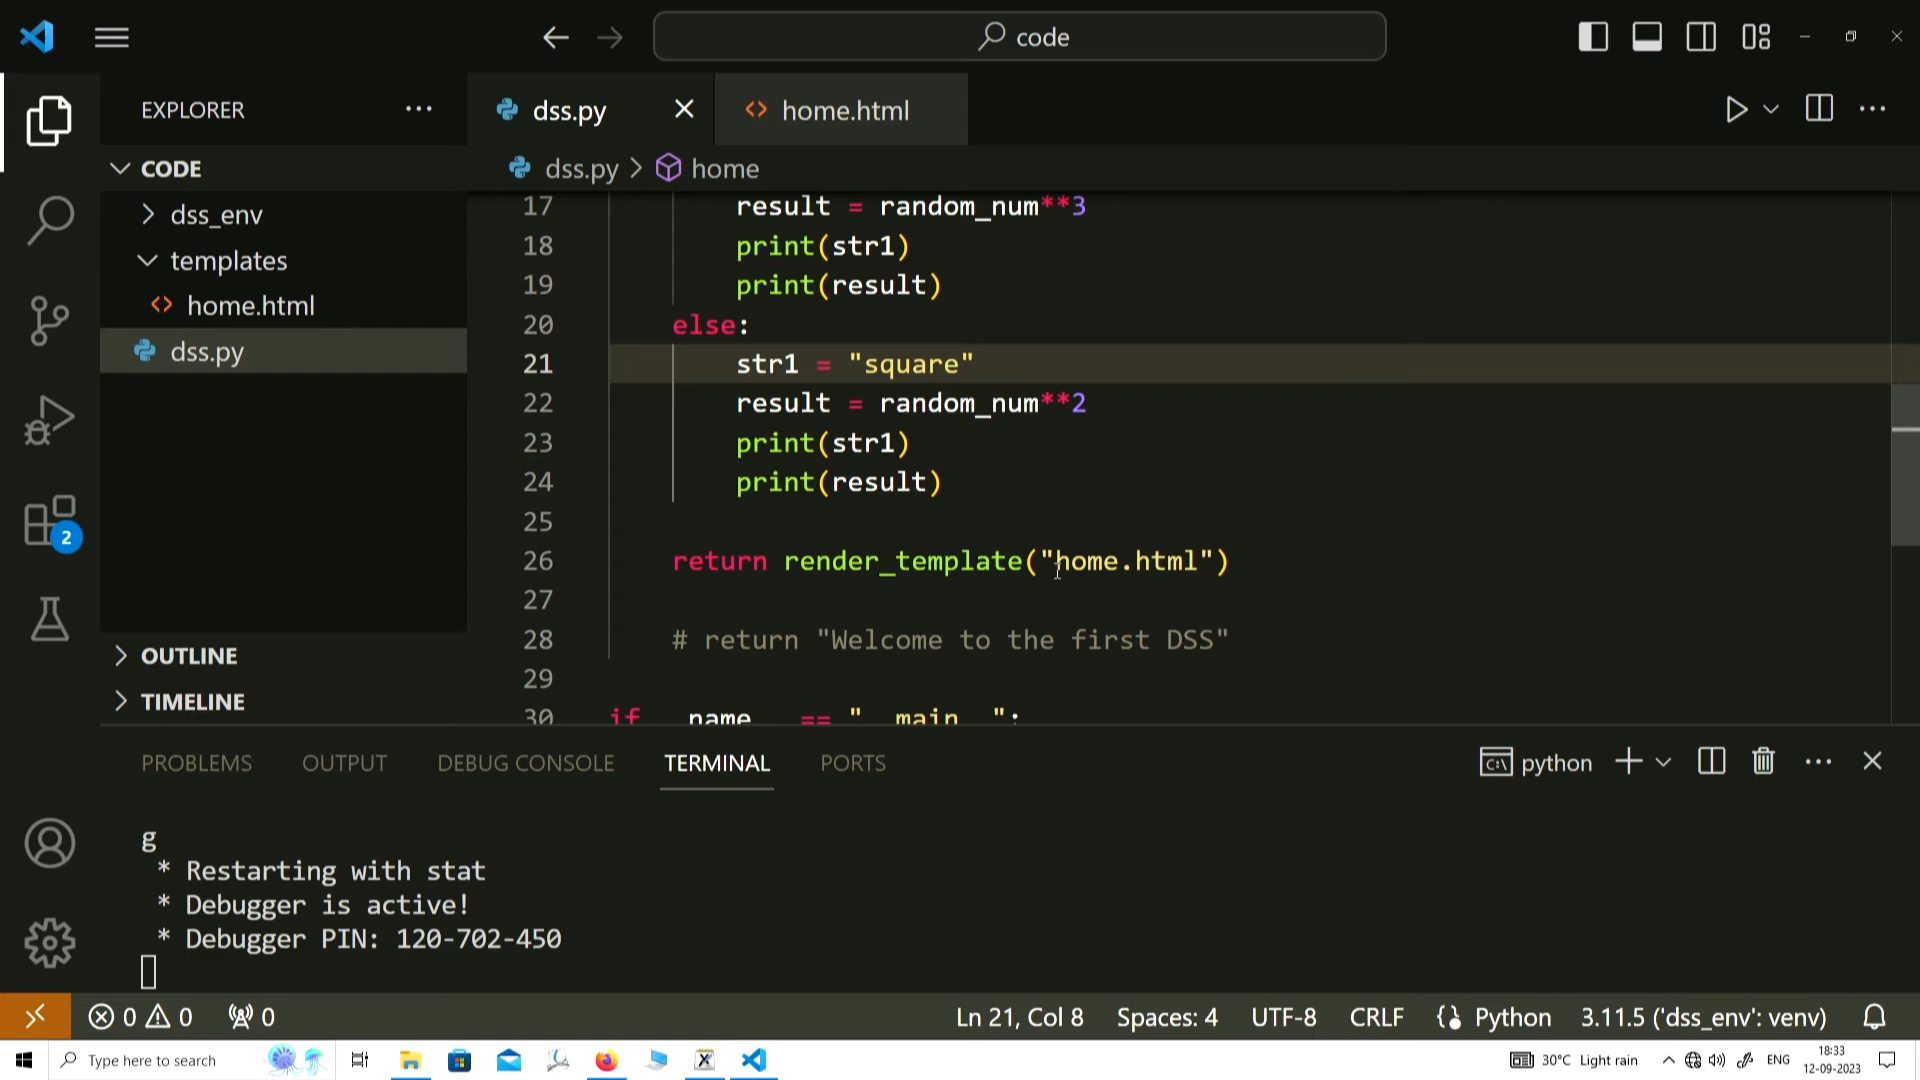 code
EXPLORER
CODE
dss_env
templates
home.html
dss.py
OUTLINE
TIMELINE
2
dss.py
home.html
dss.py > home
17 result = random_num**3
18 print(str1)
19 print(result)
20 else:
21 str1 = "square"
22 result = random_num**2
23 print(str1)
24 print(result)
25
26 return render_template("home.html")
27
28 # return "Welcome to the first DSS"
29
30 if __name__ == "__main__":
PROBLEMS OUTPUT DEBUG CONSOLE TERMINAL PORTS
python
g
* Restarting with stat
* Debugger is active!
* Debugger PIN: 120-702-450
0 0 0 Ln 21, Col 8 Spaces: 4 UTF-8 CRLF Python 3.11.5 ('dss_env': venv)
Type here to search 30°C Light rain ENG
18:33
12-09-2023